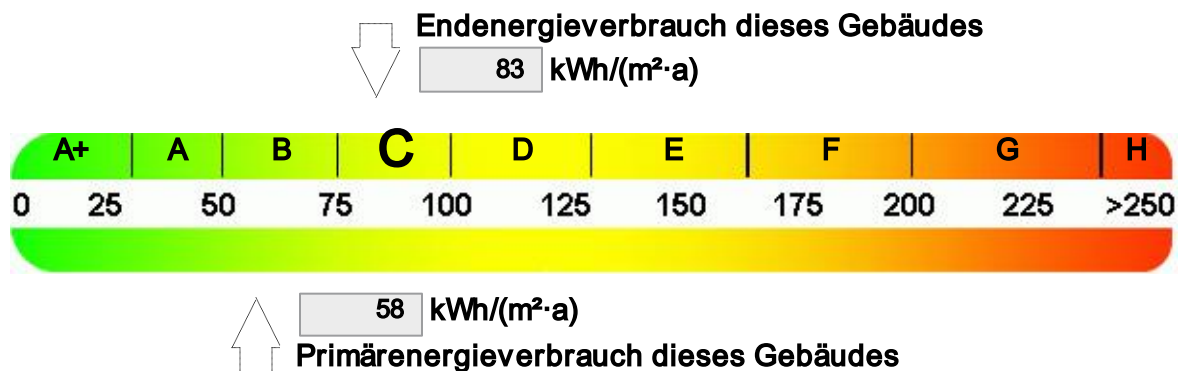 Endenergieverbrauch dieses Gebäudes
83 kWh/(m²·a)
A+ A B C D E F G H
0 25 50 75 100 125 150 175 200 225 >250
58 kWh/(m²·a)
Primärenergieverbrauch dieses Gebäudes